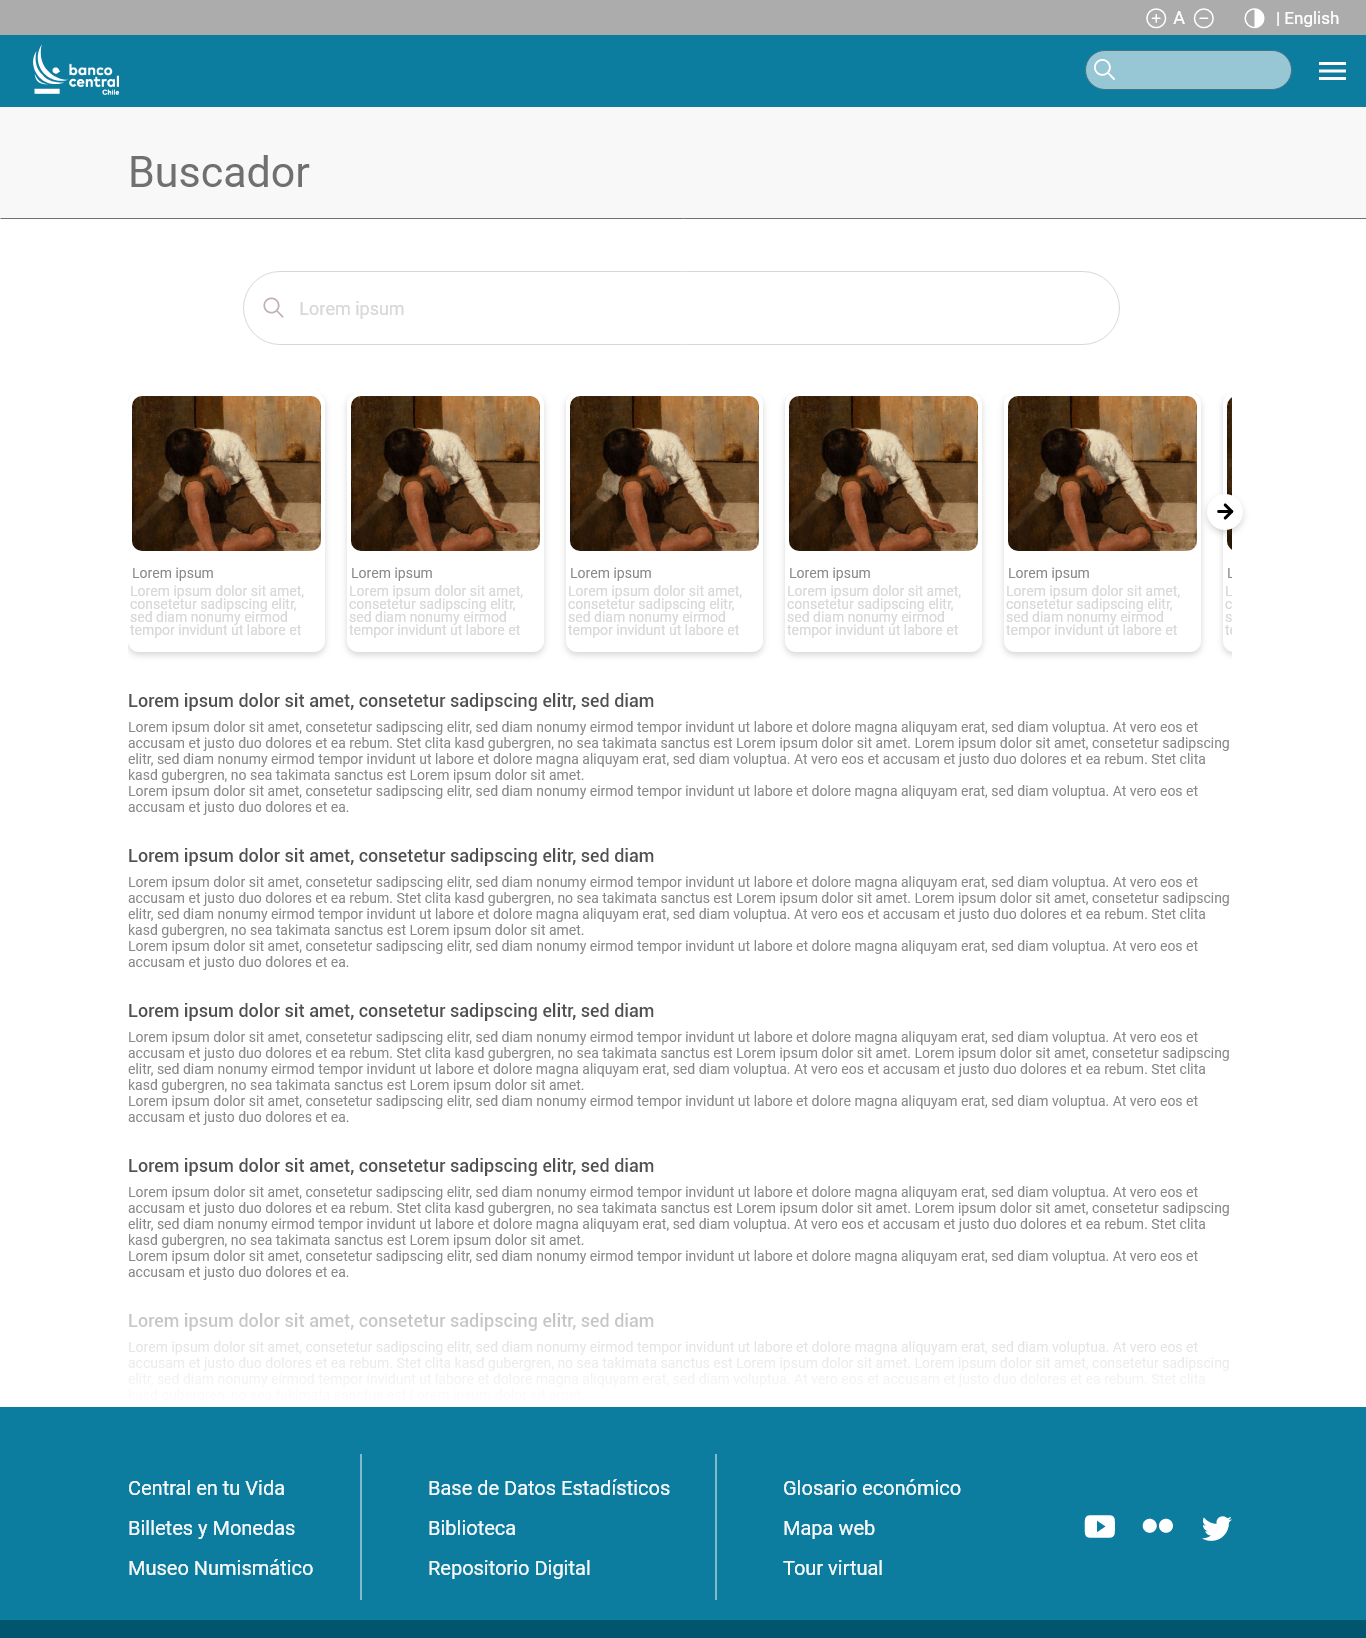 A | English
banco
central
Chile
Buscador
Lorem ipsum
Lorem ipsum
Lorem ipsum dolor sit amet,
consetetur sadipscing elitr,
sed diam nonumy eirmod
tempor invidunt ut labore et
Lorem ipsum
Lorem ipsum dolor sit amet,
consetetur sadipscing elitr,
sed diam nonumy eirmod
tempor invidunt ut labore et
Lorem ipsum
Lorem ipsum dolor sit amet,
consetetur sadipscing elitr,
sed diam nonumy eirmod
tempor invidunt ut labore et
Lorem ipsum
Lorem ipsum dolor sit amet,
consetetur sadipscing elitr,
sed diam nonumy eirmod
tempor invidunt ut labore et
Lorem ipsum
Lorem ipsum dolor sit amet,
consetetur sadipscing elitr,
sed diam nonumy eirmod
tempor invidunt ut labore et
Lorem ipsum dolor sit amet, consetetur sadipscing elitr, sed diam
Lorem ipsum dolor sit amet, consetetur sadipscing elitr, sed diam nonumy eirmod tempor invidunt ut labore et dolore magna aliquyam erat, sed diam voluptua. At vero eos et
accusam et justo duo dolores et ea rebum. Stet clita kasd gubergren, no sea takimata sanctus est Lorem ipsum dolor sit amet. Lorem ipsum dolor sit amet, consetetur sadipscing
elitr, sed diam nonumy eirmod tempor invidunt ut labore et dolore magna aliquyam erat, sed diam voluptua. At vero eos et accusam et justo duo dolores et ea rebum. Stet clita
kasd gubergren, no sea takimata sanctus est Lorem ipsum dolor sit amet.
Lorem ipsum dolor sit amet, consetetur sadipscing elitr, sed diam nonumy eirmod tempor invidunt ut labore et dolore magna aliquyam erat, sed diam voluptua. At vero eos et
accusam et justo duo dolores et ea.
Lorem ipsum dolor sit amet, consetetur sadipscing elitr, sed diam
Lorem ipsum dolor sit amet, consetetur sadipscing elitr, sed diam nonumy eirmod tempor invidunt ut labore et dolore magna aliquyam erat, sed diam voluptua. At vero eos et
accusam et justo duo dolores et ea rebum. Stet clita kasd gubergren, no sea takimata sanctus est Lorem ipsum dolor sit amet. Lorem ipsum dolor sit amet, consetetur sadipscing
elitr, sed diam nonumy eirmod tempor invidunt ut labore et dolore magna aliquyam erat, sed diam voluptua. At vero eos et accusam et justo duo dolores et ea rebum. Stet clita
kasd gubergren, no sea takimata sanctus est Lorem ipsum dolor sit amet.
Lorem ipsum dolor sit amet, consetetur sadipscing elitr, sed diam nonumy eirmod tempor invidunt ut labore et dolore magna aliquyam erat, sed diam voluptua. At vero eos et
accusam et justo duo dolores et ea.
Lorem ipsum dolor sit amet, consetetur sadipscing elitr, sed diam
Lorem ipsum dolor sit amet, consetetur sadipscing elitr, sed diam nonumy eirmod tempor invidunt ut labore et dolore magna aliquyam erat, sed diam voluptua. At vero eos et
accusam et justo duo dolores et ea rebum. Stet clita kasd gubergren, no sea takimata sanctus est Lorem ipsum dolor sit amet. Lorem ipsum dolor sit amet, consetetur sadipscing
elitr, sed diam nonumy eirmod tempor invidunt ut labore et dolore magna aliquyam erat, sed diam voluptua. At vero eos et accusam et justo duo dolores et ea rebum. Stet clita
kasd gubergren, no sea takimata sanctus est Lorem ipsum dolor sit amet.
Lorem ipsum dolor sit amet, consetetur sadipscing elitr, sed diam nonumy eirmod tempor invidunt ut labore et dolore magna aliquyam erat, sed diam voluptua. At vero eos et
accusam et justo duo dolores et ea.
Lorem ipsum dolor sit amet, consetetur sadipscing elitr, sed diam
Lorem ipsum dolor sit amet, consetetur sadipscing elitr, sed diam nonumy eirmod tempor invidunt ut labore et dolore magna aliquyam erat, sed diam voluptua. At vero eos et
accusam et justo duo dolores et ea rebum. Stet clita kasd gubergren, no sea takimata sanctus est Lorem ipsum dolor sit amet. Lorem ipsum dolor sit amet, consetetur sadipscing
elitr, sed diam nonumy eirmod tempor invidunt ut labore et dolore magna aliquyam erat, sed diam voluptua. At vero eos et accusam et justo duo dolores et ea rebum. Stet clita
kasd gubergren, no sea takimata sanctus est Lorem ipsum dolor sit amet.
Lorem ipsum dolor sit amet, consetetur sadipscing elitr, sed diam nonumy eirmod tempor invidunt ut labore et dolore magna aliquyam erat, sed diam voluptua. At vero eos et
accusam et justo duo dolores et ea.
Lorem ipsum dolor sit amet, consetetur sadipscing elitr, sed diam
Lorem ipsum dolor sit amet, consetetur sadipscing elitr, sed diam nonumy eirmod tempor invidunt ut labore et dolore magna aliquyam erat, sed diam voluptua. At vero eos et
accusam et justo duo dolores et ea rebum. Stet clita kasd gubergren, no sea takimata sanctus est Lorem ipsum dolor sit amet. Lorem ipsum dolor sit amet, consetetur sadipscing
elitr, sed diam nonumy eirmod tempor invidunt ut labore et dolore magna aliquyam erat, sed diam voluptua. At vero eos et accusam et justo duo dolores et ea rebum. Stet clita
kasd gubergren, no sea takimata sanctus est Lorem ipsum dolor sit amet.
Central en tu Vida
Billetes y Monedas
Museo Numismático
Base de Datos Estadísticos
Biblioteca
Repositorio Digital
Glosario económico
Mapa web
Tour virtual